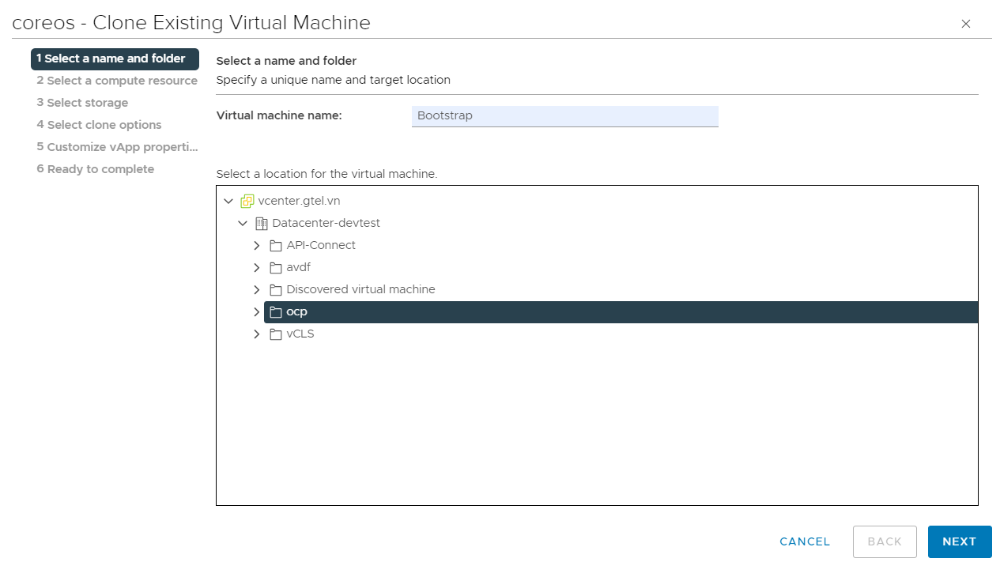 coreos - Clone Existing Virtual Machine
1 Select a name and folder
2 Select a compute resource
3 Select storage
4 Select clone options
5 Customize vApp properti...
6 Ready to complete
Select a name and folder
Specify a unique name and target location
Virtual machine name:
Bootstrap
Select a location for the virtual machine.
vcenter.gtel.vn
Datacenter-devtest
API-Connect
avdf
Discovered virtual machine
ocp
vCLS
CANCEL
BACK
NEXT